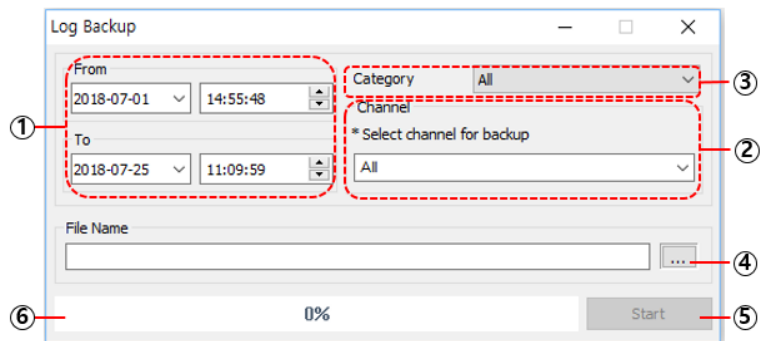 Log Backup
From
2018-07-01 14:55:48
Category All
③
Channel
* Select channel for backup
All
②
①
To
2018-07-25 11:09:59
File Name
...
④
⑥
0%
Start
⑤